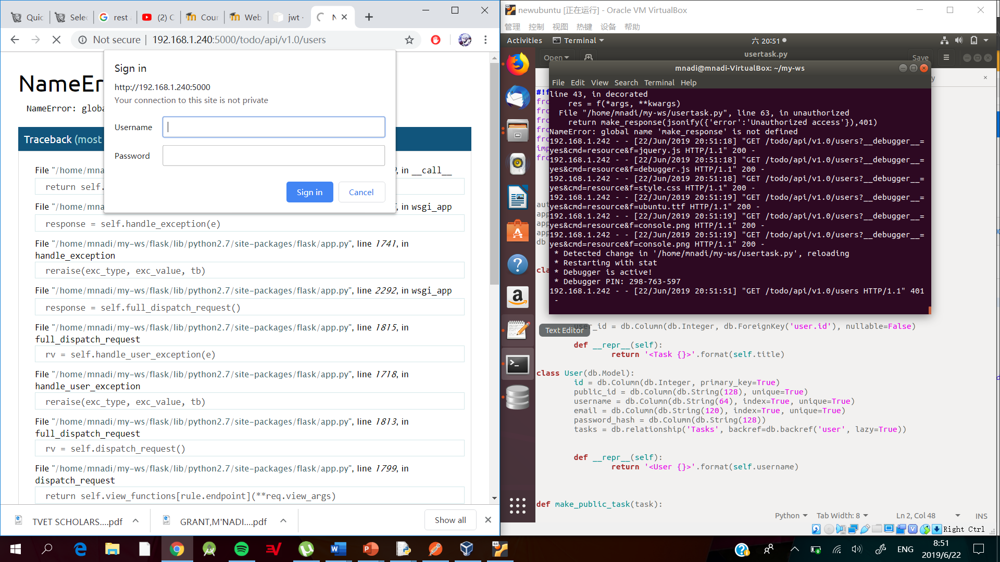 Quic
Selec
rest
(2) C
Cour
Web
jwt ·
N
Not secure | 192.168.1.240:5000/todo/api/v1.0/users
Sign in
http://192.168.1.240:5000
Your connection to this site is not private
Username
Password
Sign in
Cancel
NameEr
NameError: globa
Traceback (most
File "/home/mna
, in __call__
return self.
File "/home/mna
, in wsgi_app
response = self.handle_exception(e)
File "/home/mnadi/my-ws/flask/lib/python2.7/site-packages/flask/app.py", line 1741, in
handle_exception
reraise(exc_type, exc_value, tb)
File "/home/mnadi/my-ws/flask/lib/python2.7/site-packages/flask/app.py", line 2292, in wsgi_app
response = self.full_dispatch_request()
File "/home/mnadi/my-ws/flask/lib/python2.7/site-packages/flask/app.py", line 1815, in
full_dispatch_request
rv = self.handle_user_exception(e)
File "/home/mnadi/my-ws/flask/lib/python2.7/site-packages/flask/app.py", line 1718, in
handle_user_exception
reraise(exc_type, exc_value, tb)
File "/home/mnadi/my-ws/flask/lib/python2.7/site-packages/flask/app.py", line 1813, in
full_dispatch_request
rv = self.dispatch_request()
File "/home/mnadi/my-ws/flask/lib/python2.7/site-packages/flask/app.py", line 1799, in
dispatch_request
return self.view_functions[rule.endpoint](**req.view_args)
TVET SCHOLARS....pdf
GRANT,M'NADI....pdf
Show all
newubuntu [正在运行] - Oracle VM VirtualBox
管理 控制 视图 热键 设备 帮助
Activities Terminal 六 20:51
Open usertask.py Save
mnadi@mnadi-VirtualBox: ~/my-ws
File Edit View Search Terminal Help
line 43, in decorated
res = f(*args, **kwargs)
File "/home/mnadi/my-ws/usertask.py", line 63, in unauthorized
return make_response(jsonify({'error':'Unauthorized access'}),401)
NameError: global name 'make_response' is not defined
192.168.1.242 - - [22/Jun/2019 20:51:18] "GET /todo/api/v1.0/users?__debugger__=
yes&cmd=resource&f=jquery.js HTTP/1.1" 200 -
192.168.1.242 - - [22/Jun/2019 20:51:18] "GET /todo/api/v1.0/users?__debugger__=
yes&cmd=resource&f=debugger.js HTTP/1.1" 200 -
192.168.1.242 - - [22/Jun/2019 20:51:18] "GET /todo/api/v1.0/users?__debugger__=
yes&cmd=resource&f=style.css HTTP/1.1" 200 -
192.168.1.242 - - [22/Jun/2019 20:51:19] "GET /todo/api/v1.0/users?__debugger__=
yes&cmd=resource&f=ubuntu.ttf HTTP/1.1" 200 -
192.168.1.242 - - [22/Jun/2019 20:51:19] "GET /todo/api/v1.0/users?__debugger__=
yes&cmd=resource&f=console.png HTTP/1.1" 200 -
192.168.1.242 - - [22/Jun/2019 20:51:19] "GET /todo/api/v1.0/users?__debugger__=
yes&cmd=resource&f=console.png HTTP/1.1" 200 -
* Detected change in '/home/mnadi/my-ws/usertask.py', reloading
* Restarting with stat
* Debugger is active!
* Debugger PIN: 298-763-597
192.168.1.242 - - [22/Jun/2019 20:51:51] "GET /todo/api/v1.0/users HTTP/1.1" 401
-
#!f
fro
fro
fro
fro
fro
imp
fro
aut
app
app
app
db
cla
Text Editor
user_id = db.Column(db.Integer, db.ForeignKey('user.id'), nullable=False)
def __repr__(self):
return '<Task {}>'.format(self.title)
class User(db.Model):
id = db.Column(db.Integer, primary_key=True)
public_id = db.Column(db.String(128), unique=True)
username = db.Column(db.String(64), index=True, unique=True)
email = db.Column(db.String(120), index=True, unique=True)
password_hash = db.Column(db.String(128))
tasks = db.relationship('Tasks', backref=db.backref('user', lazy=True))
def __repr__(self):
return '<User {}>'.format(self.username)
def make_public_task(task):
Python Tab Width: 8 Ln 2, Col 48 INS
Right Ctrl
ENG
8:51
2019/6/22